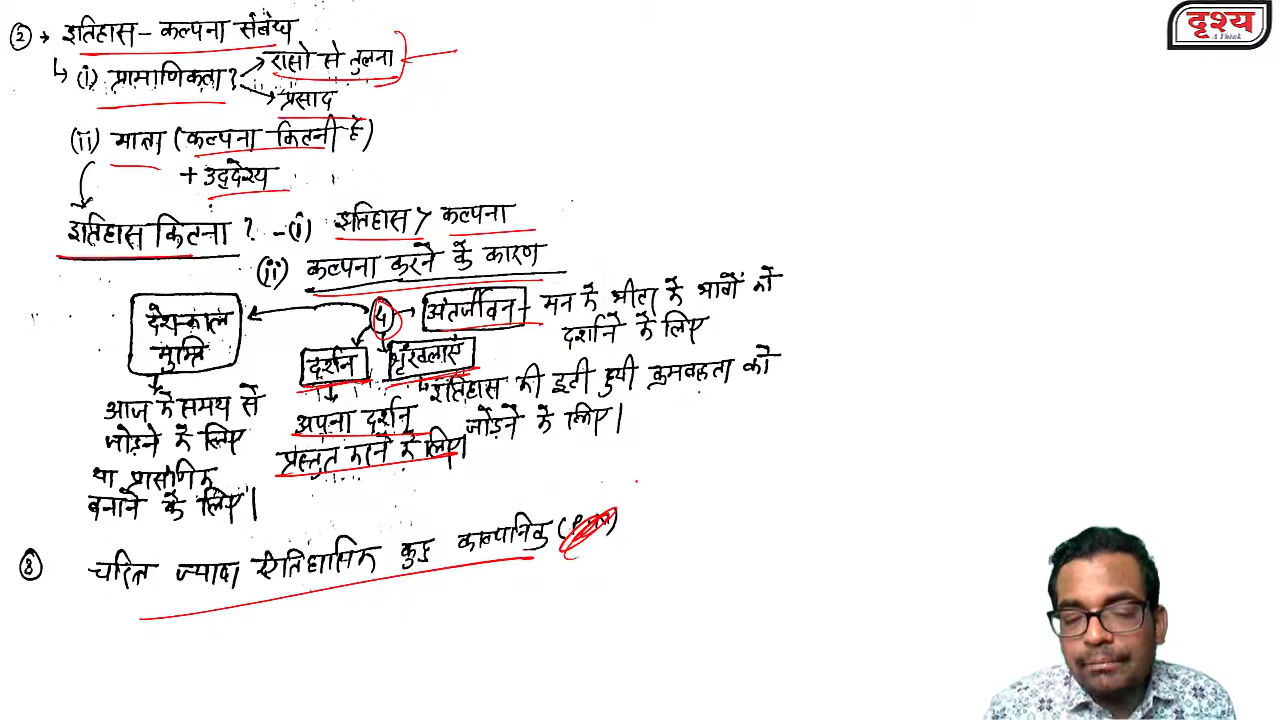 दृश्य
A Think
② → इतिहास - कल्पना संबंध
↳ (i) प्रामाणिकता? → रासो से तुलना
→ प्रसाद
(ii) मात्रा (कल्पना कितनी है)
+ उद्देश्य
इतिहास कितना? - (i) इतिहास > कल्पना
(ii) कल्पना करने के कारण
देशकाल
मुक्ति
4
अंतर्जीवन - मन के भीतर के भावों को
दर्शाने के लिए
दर्शन
श्रृंखलाएं
इतिहास की छूटी हुयी क्रमबद्धता को
जोड़ने के लिए।
आज के समय से
जोड़ने के लिए
या प्रासंगिक
बनाने के लिए।
अपना दर्शन
प्रस्तुत करने के लिए।
⑧ चरित्र ज्यादा ऐतिहासिक कुछ काल्पनिक